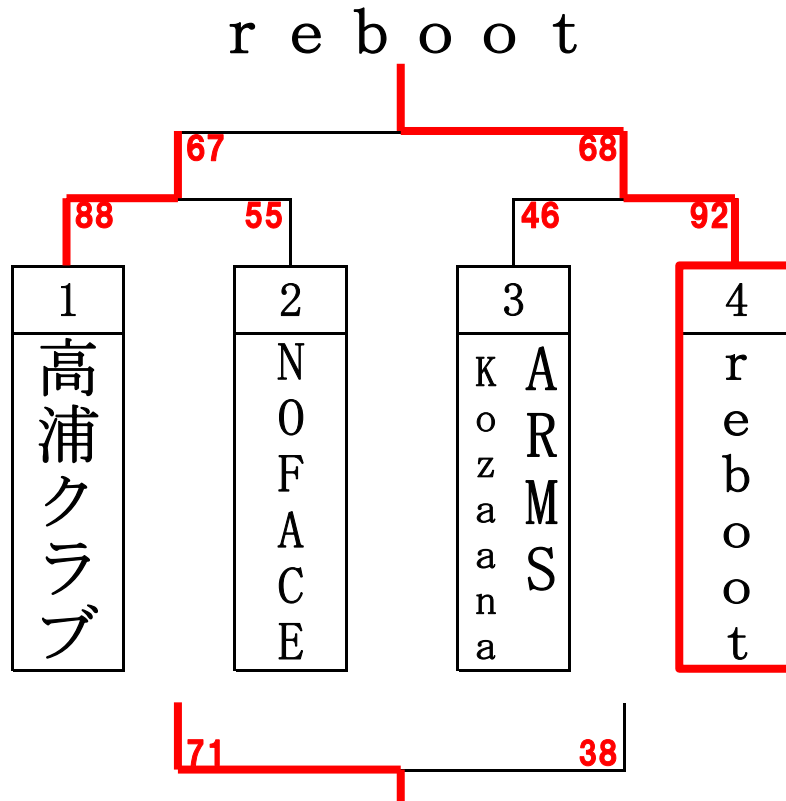 reboot
67 68
88 55 46 92
1 2 3 4
高浦クラブ
NOFACE
ARMS
Kozaana
reboot
71 38